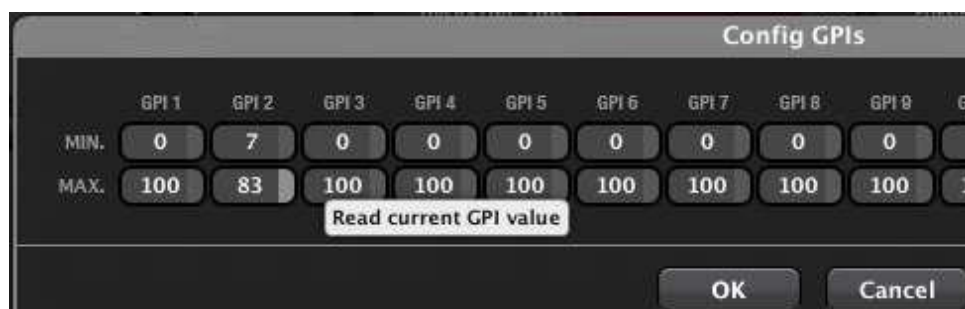 Config GPIs
GPI 1 GPI 2 GPI 3 GPI 4 GPI 5 GPI 6 GPI 7 GPI 8 GPI 9
MIN. 0 7 0 0 0 0 0 0 0
MAX. 100 83 100 100 100 100 100 100 100
Read current GPI value
OK Cancel